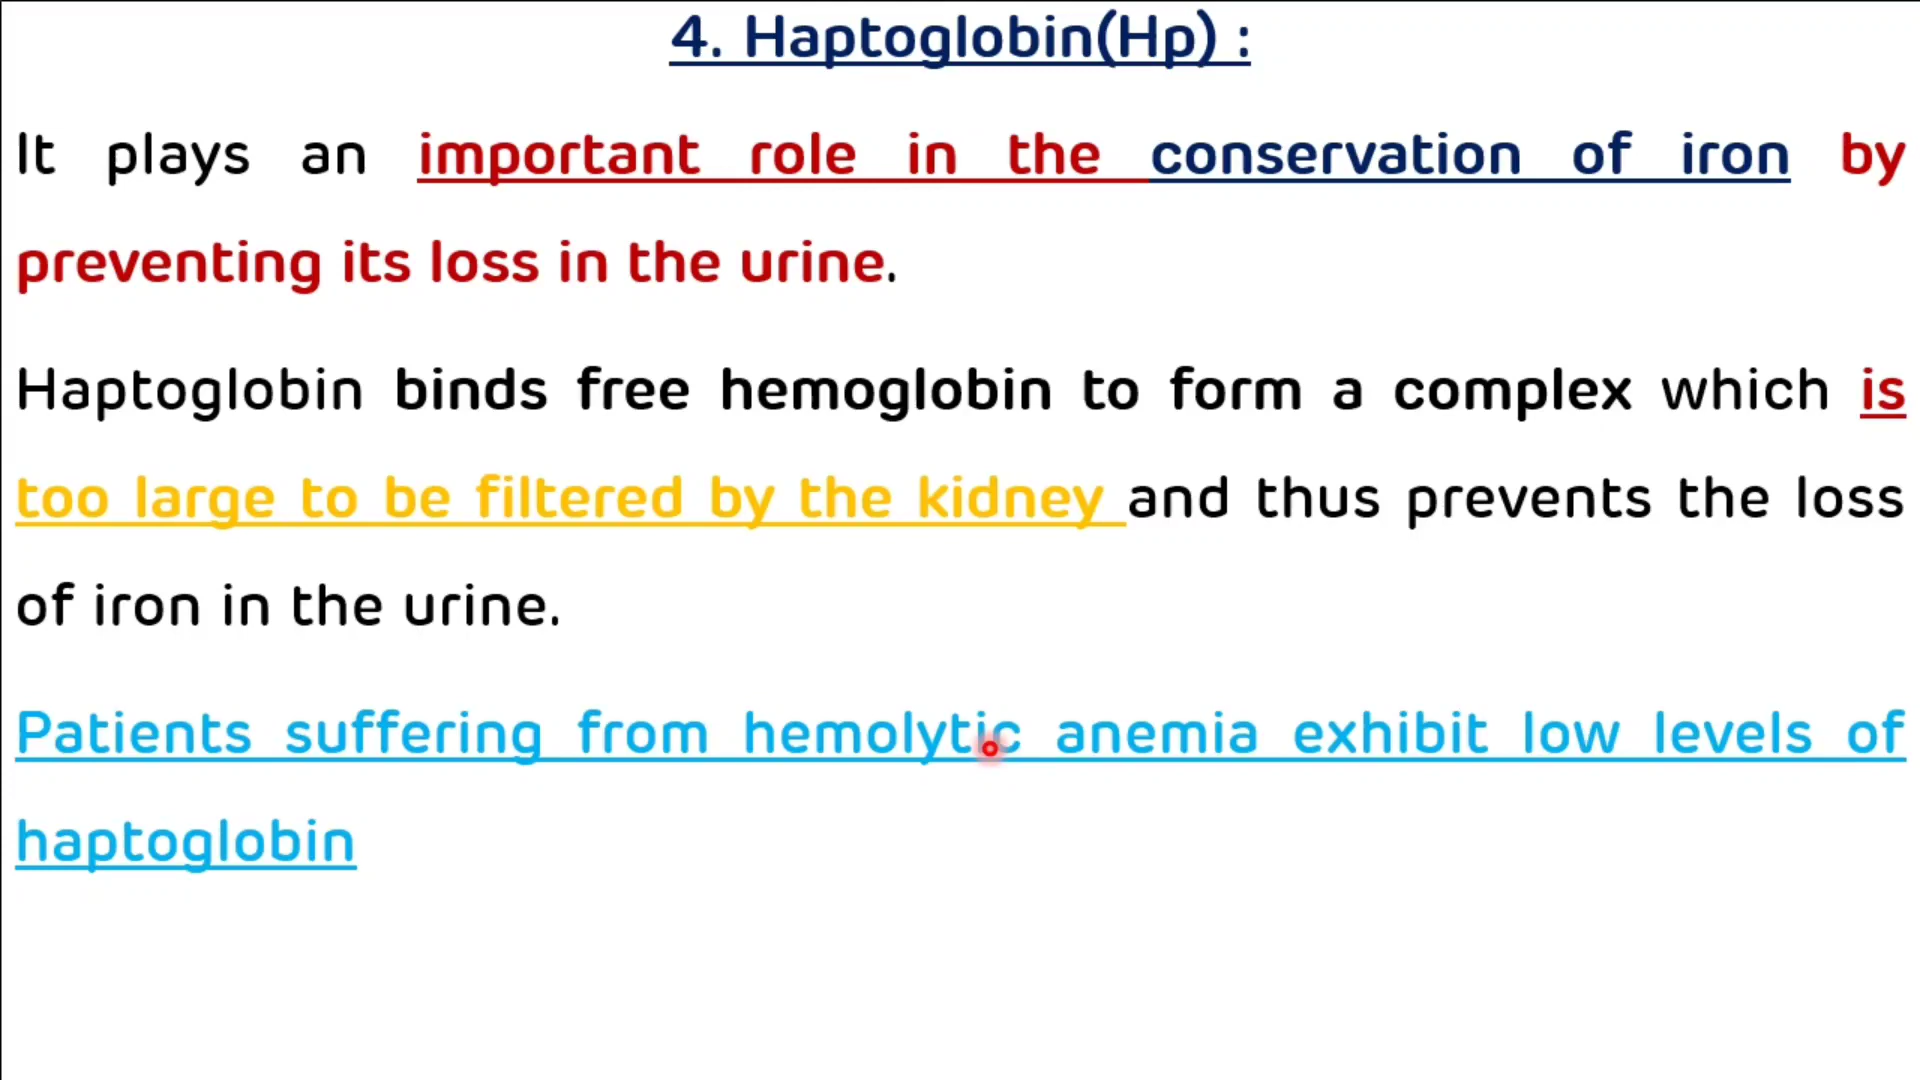 4. Haptoglobin(Hp) :
It plays an important role in the conservation of iron by
preventing its loss in the urine.
Haptoglobin binds free hemoglobin to form a complex which is
too large to be filtered by the kidney and thus prevents the loss
of iron in the urine.
Patients suffering from hemolytic anemia exhibit low levels of
haptoglobin